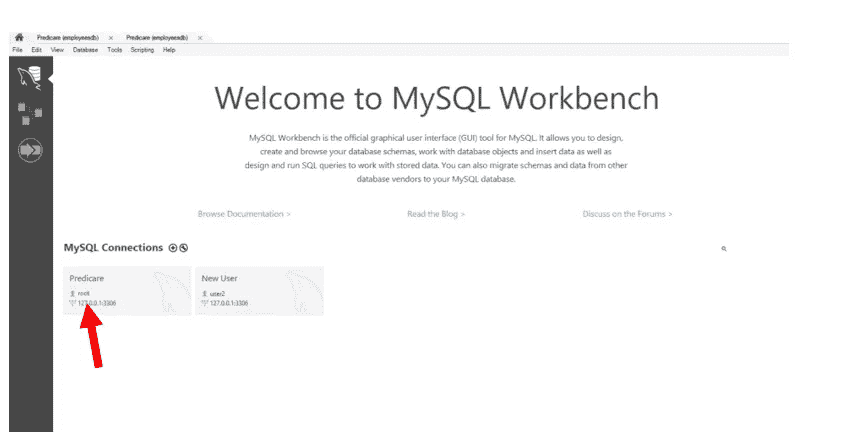 Predicare (employeesdb) × Predicare (employeesdb) ×
File Edit View Database Tools Scripting Help
Welcome to MySQL Workbench
MySQL Workbench is the official graphical user interface (GUI) tool for MySQL. It allows you to design,
create and browse your database schemas, work with database objects and insert data as well as
design and run SQL queries to work with stored data. You can also migrate schemas and data from other
database vendors to your MySQL database.
Browse Documentation > Read the Blog > Discuss on the Forums >
MySQL Connections
Predicare New User
root user2
127.0.0.1:3306 127.0.0.1:3306